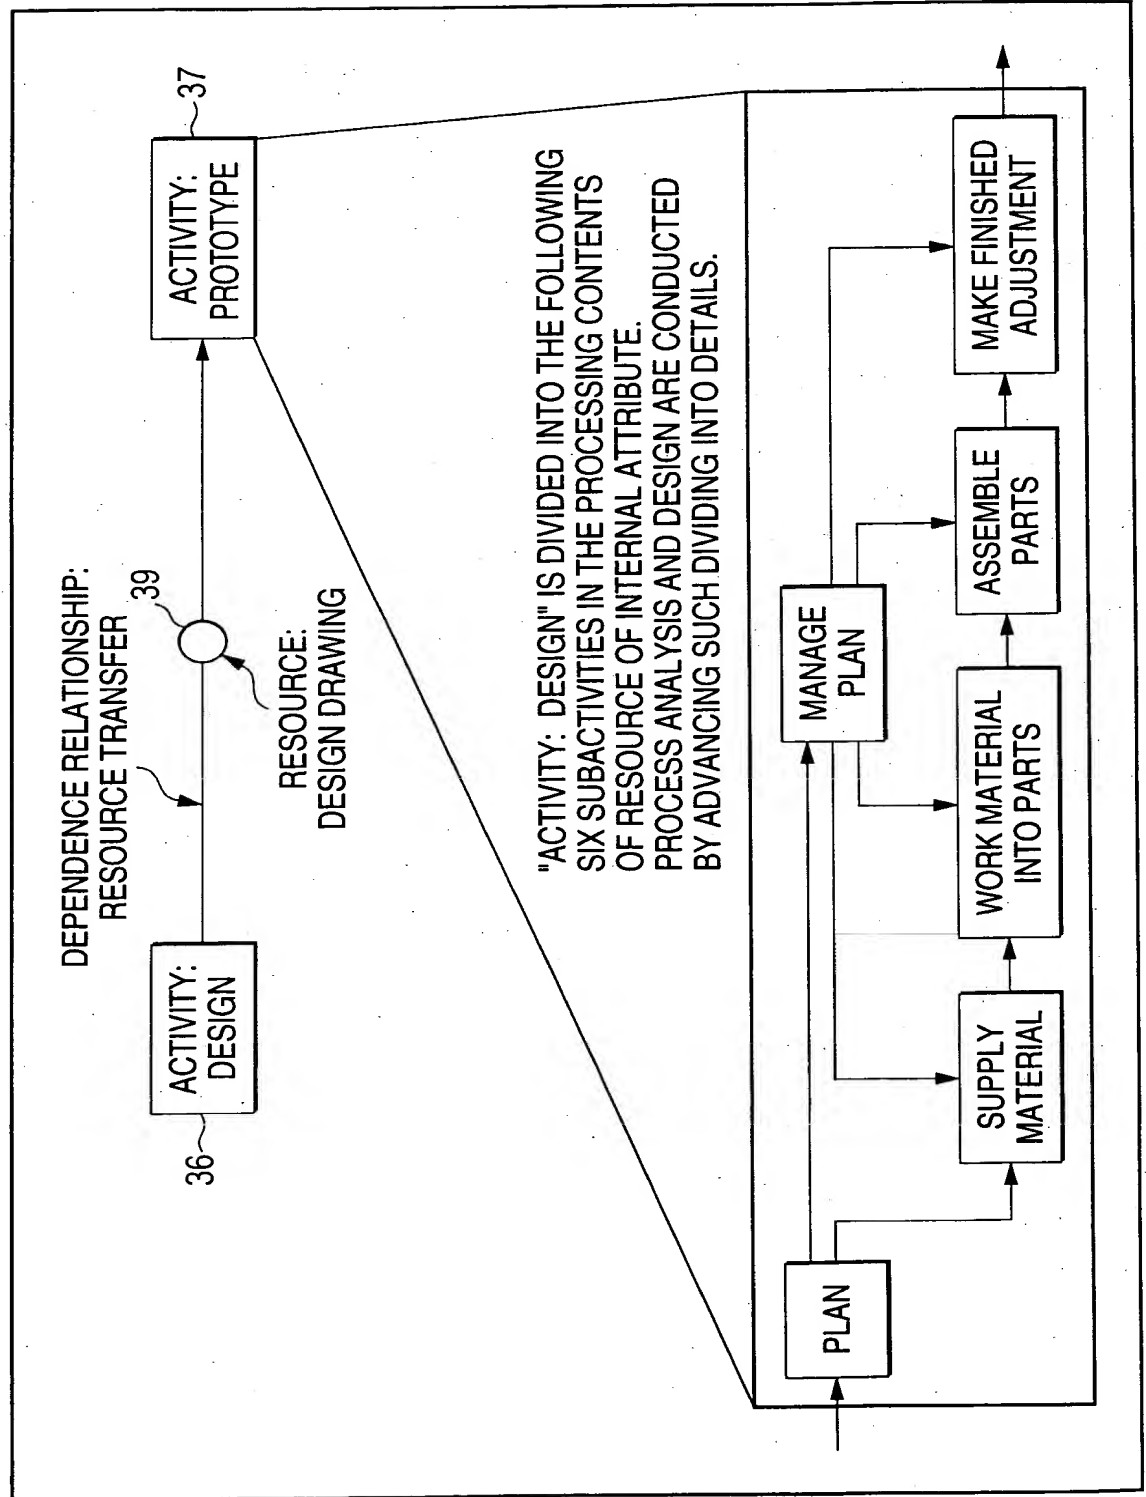 DEPENDENCE RELATIONSHIP:
RESOURCE TRANSFER
36
ACTIVITY:
DESIGN
39
RESOURCE:
DESIGN DRAWING
ACTIVITY:
PROTOTYPE
37
"ACTIVITY: DESIGN" IS DIVIDED INTO THE FOLLOWING
SIX SUBACTIVITIES IN THE PROCESSING CONTENTS
OF RESOURCE OF INTERNAL ATTRIBUTE.
PROCESS ANALYSIS AND DESIGN ARE CONDUCTED
BY ADVANCING SUCH DIVIDING INTO DETAILS.
PLAN
MANAGE
PLAN
SUPPLY
MATERIAL
WORK MATERIAL
INTO PARTS
ASSEMBLE
PARTS
MAKE FINISHED
ADJUSTMENT